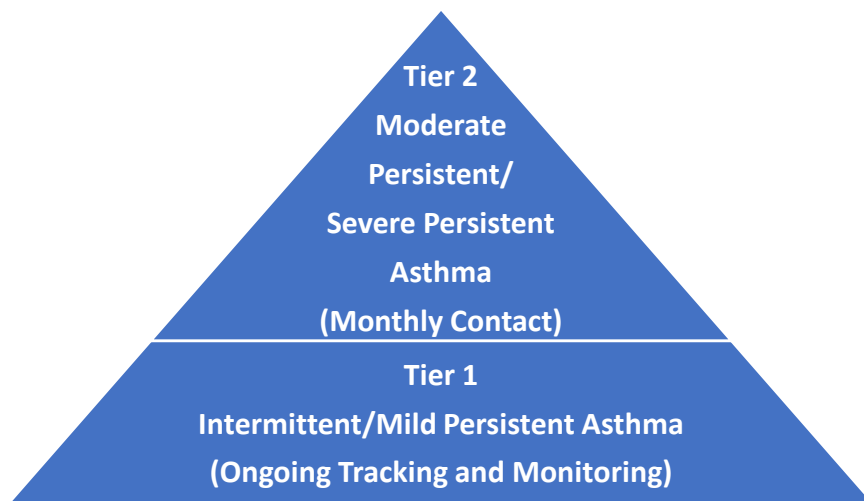 Tier 2
Moderate
Persistent/
Severe Persistent
Asthma
(Monthly Contact)
Tier 1
Intermittent/Mild Persistent Asthma
(Ongoing Tracking and Monitoring)